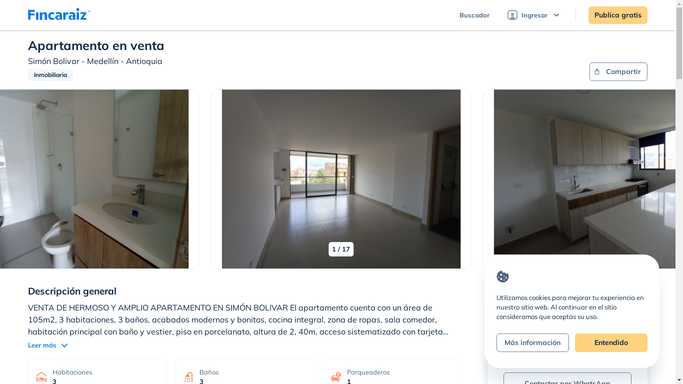 Fincaraiz
Buscador
Ingresar
Publica gratis
Apartamento en venta
Simón Bolivar - Medellín - Antioquia
Inmobiliaria
Compartir
1 / 17
Descripción general
VENTA DE HERMOSO Y AMPLIO APARTAMENTO EN SIMÓN BOLIVAR El apartamento cuenta con un área de
105m2, 3 habitaciones, 3 baños, acabados modernos y bonitos, cocina integral, zona de ropas, sala comedor,
habitación principal con baño y vestier, piso en porcelanato, altura de 2, 40m, acceso sistematizado con tarjeta...
Leer más
Habitaciones
3
Baños
3
Parqueaderos
1
Utilizamos cookies para mejorar tu experiencia en
nuestro sitio web. Al continuar en el sitio
consideramos que aceptas su uso.
Más información
Entendido
Contactar por WhatsApp